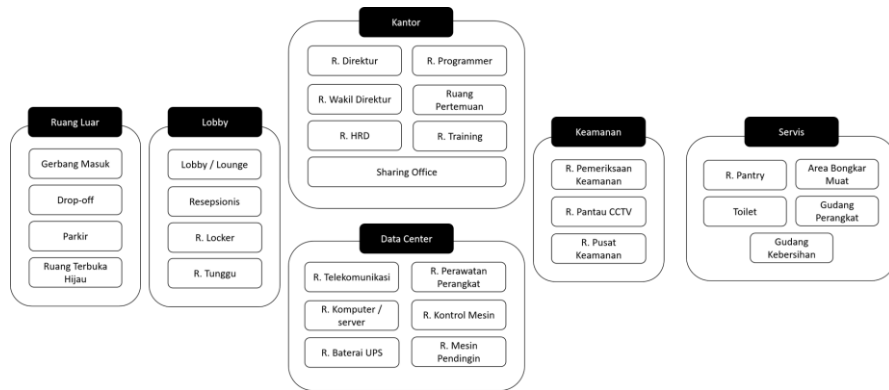 Ruang Luar
Gerbang Masuk
Drop-off
Parkir
Ruang Terbuka
Hijau
Lobby
Lobby / Lounge
Resepsionis
R. Locker
R. Tunggu
Kantor
R. Direktur
R. Programmer
R. Wakil Direktur
Ruang
Pertemuan
R. HRD
R. Training
Sharing Office
Data Center
R. Telekomunikasi
R. Perawatan
Perangkat
R. Komputer /
server
R. Kontrol Mesin
R. Baterai UPS
R. Mesin
Pendingin
Keamanan
R. Pemeriksaan
Keamanan
R. Pantau CCTV
R. Pusat
Keamanan
Servis
R. Pantry
Area Bongkar
Muat
Toilet
Gudang
Perangkat
Gudang
Kebersihan